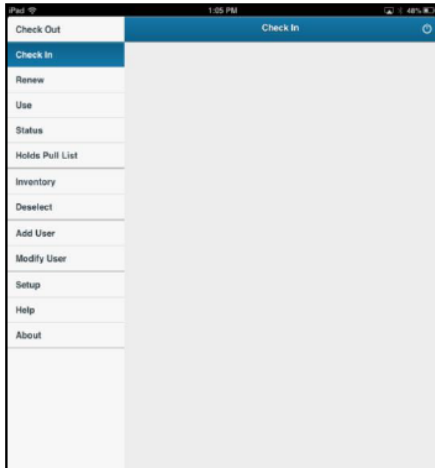 iPad 1:05 PM 48%
Check Out
Check In
Check In
Renew
Use
Status
Holds Pull List
Inventory
Deselect
Add User
Modify User
Setup
Help
About